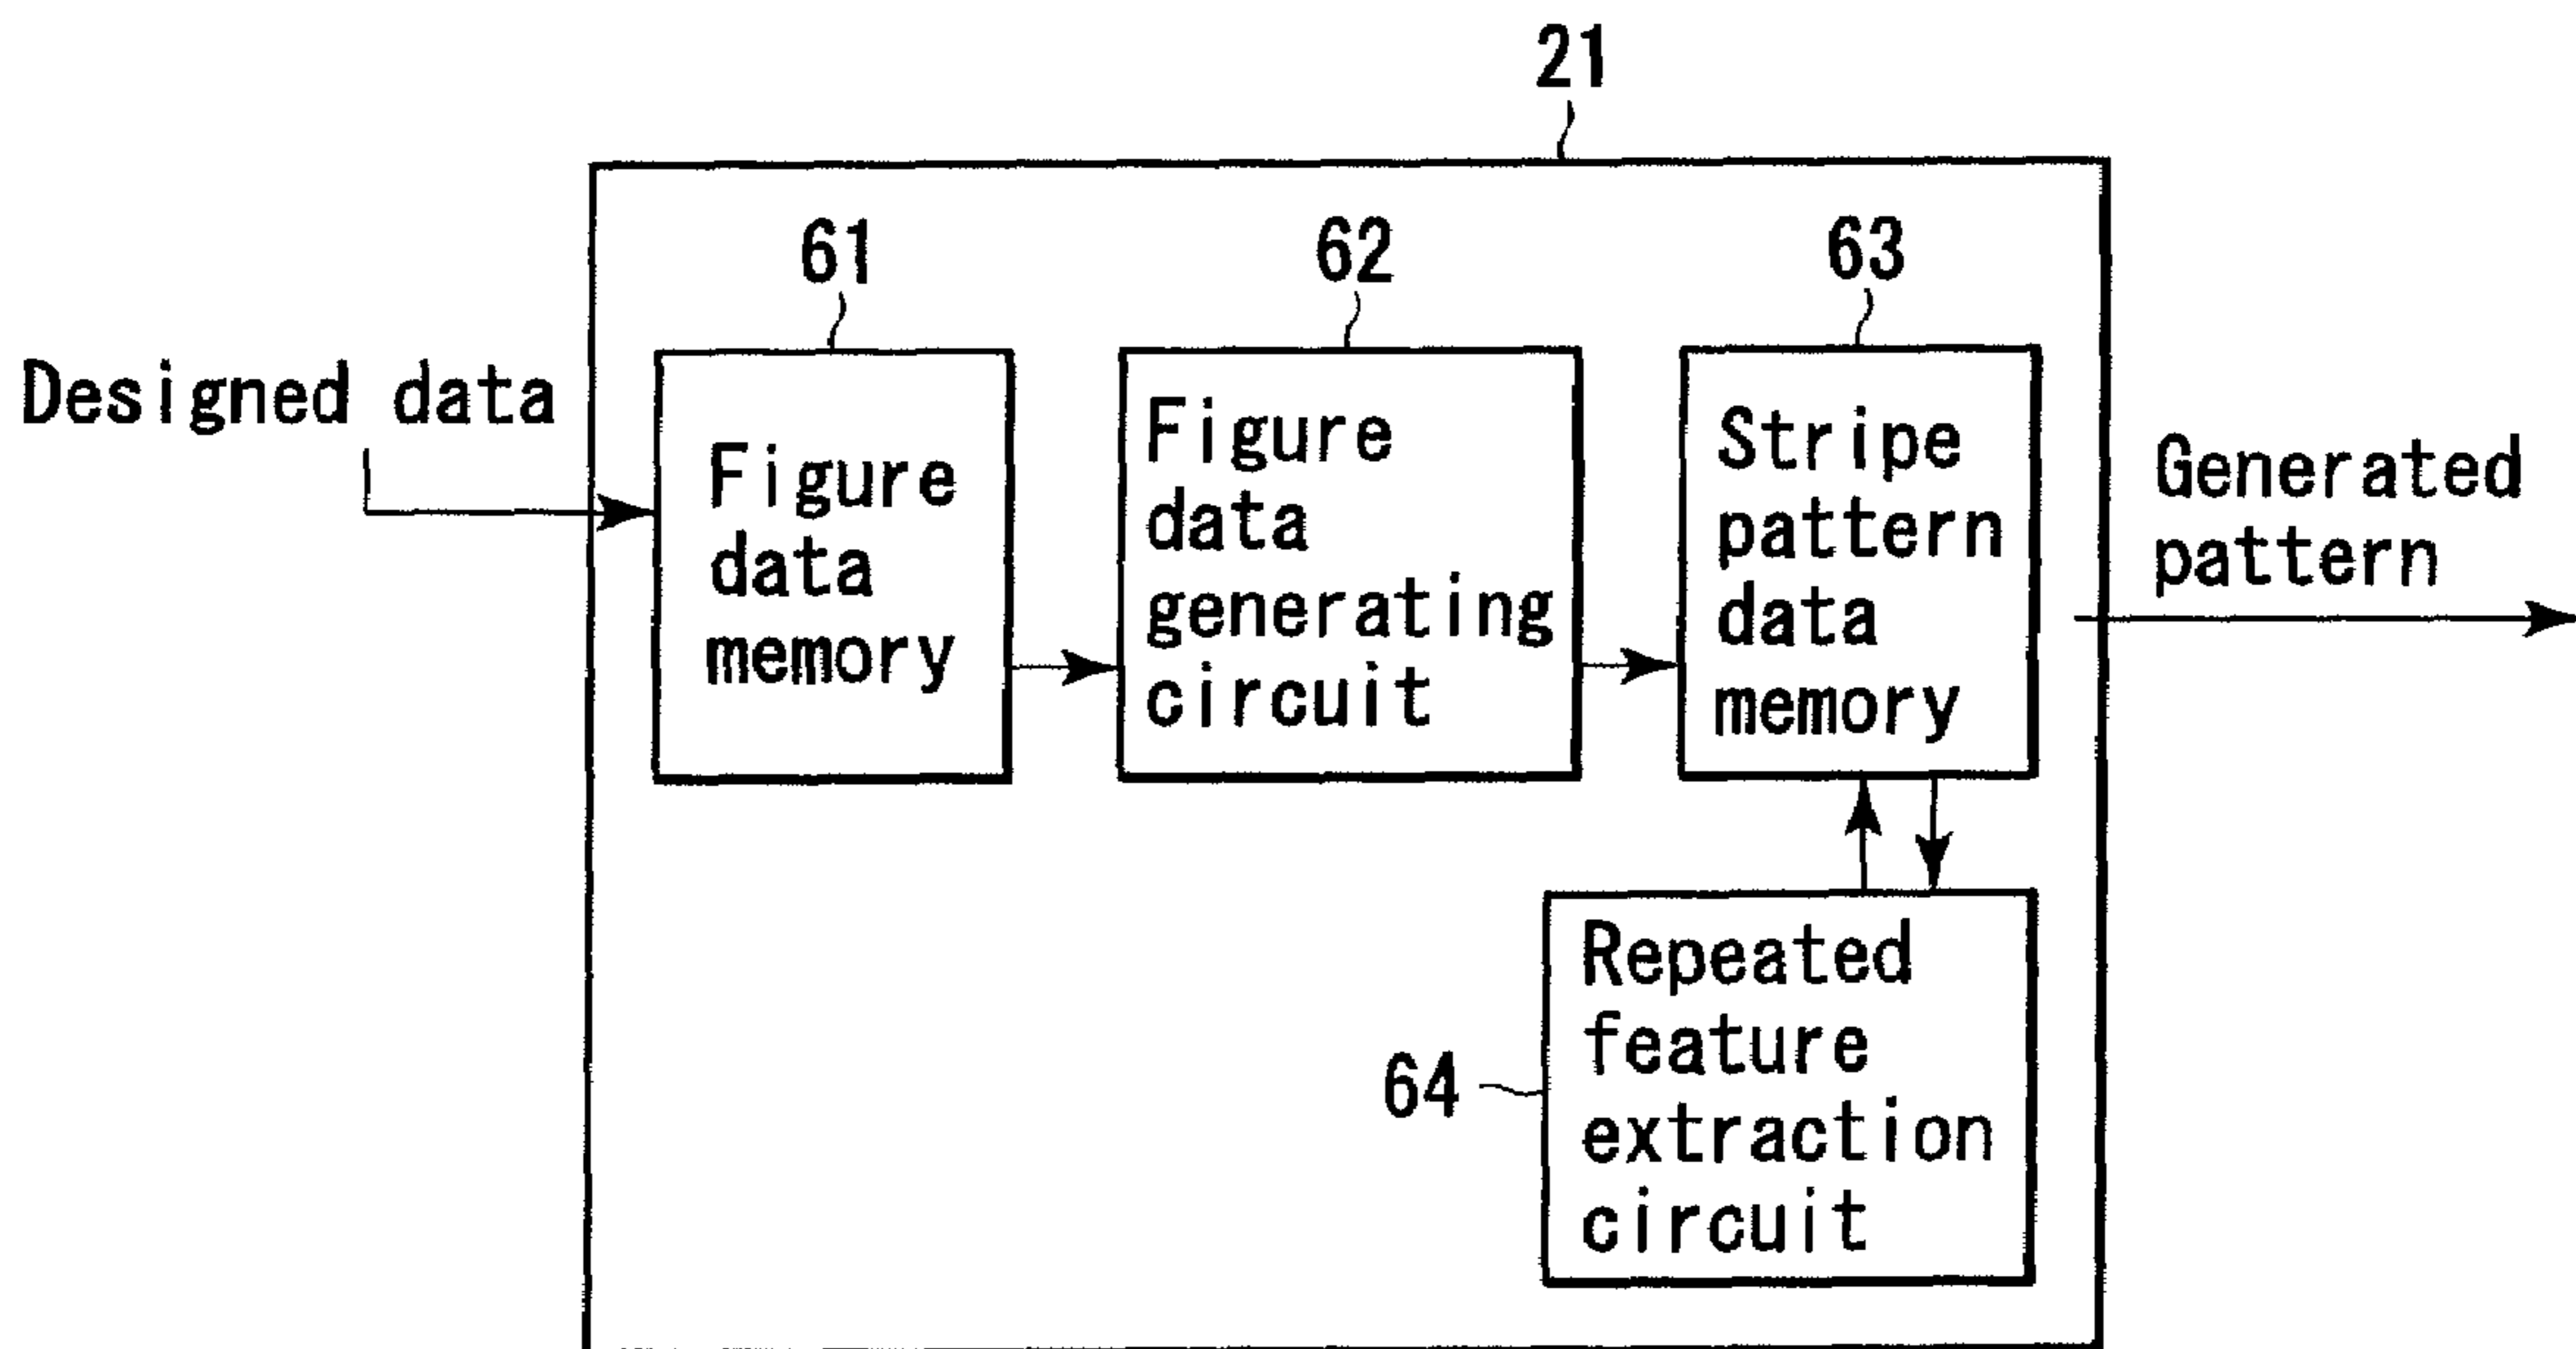 21
61
62
63
Designed data
Figure
data
memory
Figure
data
generating
circuit
Stripe
pattern
data
memory
Generated
pattern
64
Repeated
feature
extraction
circuit